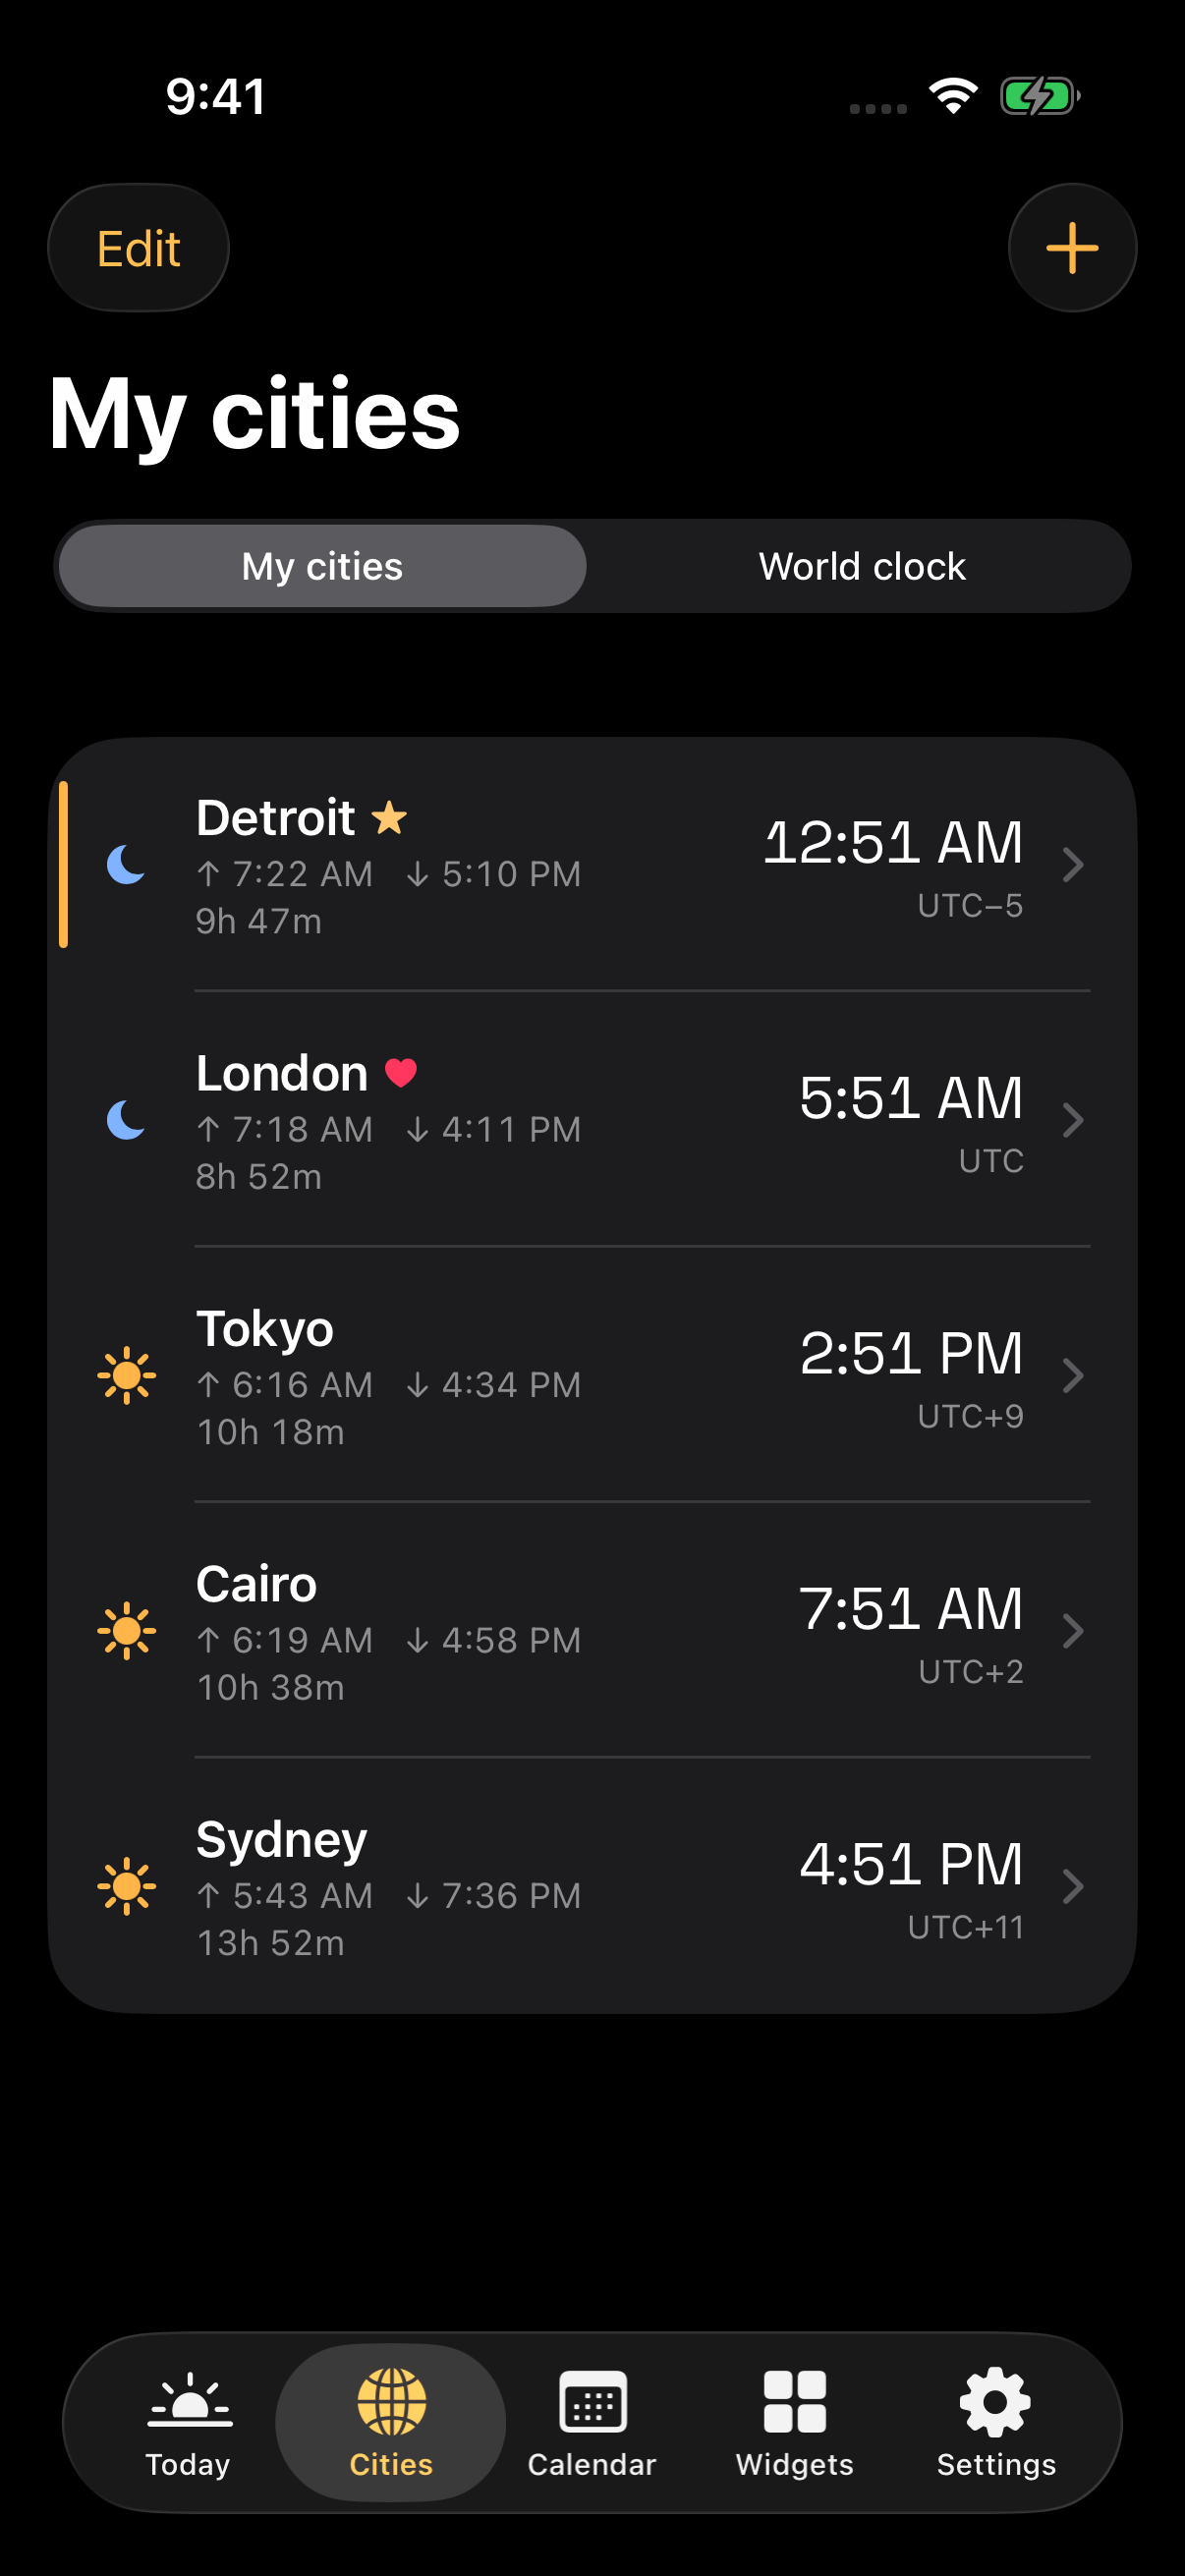 9:41
Edit
My cities
My cities World clock
Detroit
↑ 7:22 AM ↓ 5:10 PM
9h 47m
12:51 AM
UTC−5
London
↑ 7:18 AM ↓ 4:11 PM
8h 52m
5:51 AM
UTC
Tokyo
↑ 6:16 AM ↓ 4:34 PM
10h 18m
2:51 PM
UTC+9
Cairo
↑ 6:19 AM ↓ 4:58 PM
10h 38m
7:51 AM
UTC+2
Sydney
↑ 5:43 AM ↓ 7:36 PM
13h 52m
4:51 PM
UTC+11
Today Cities Calendar Widgets Settings